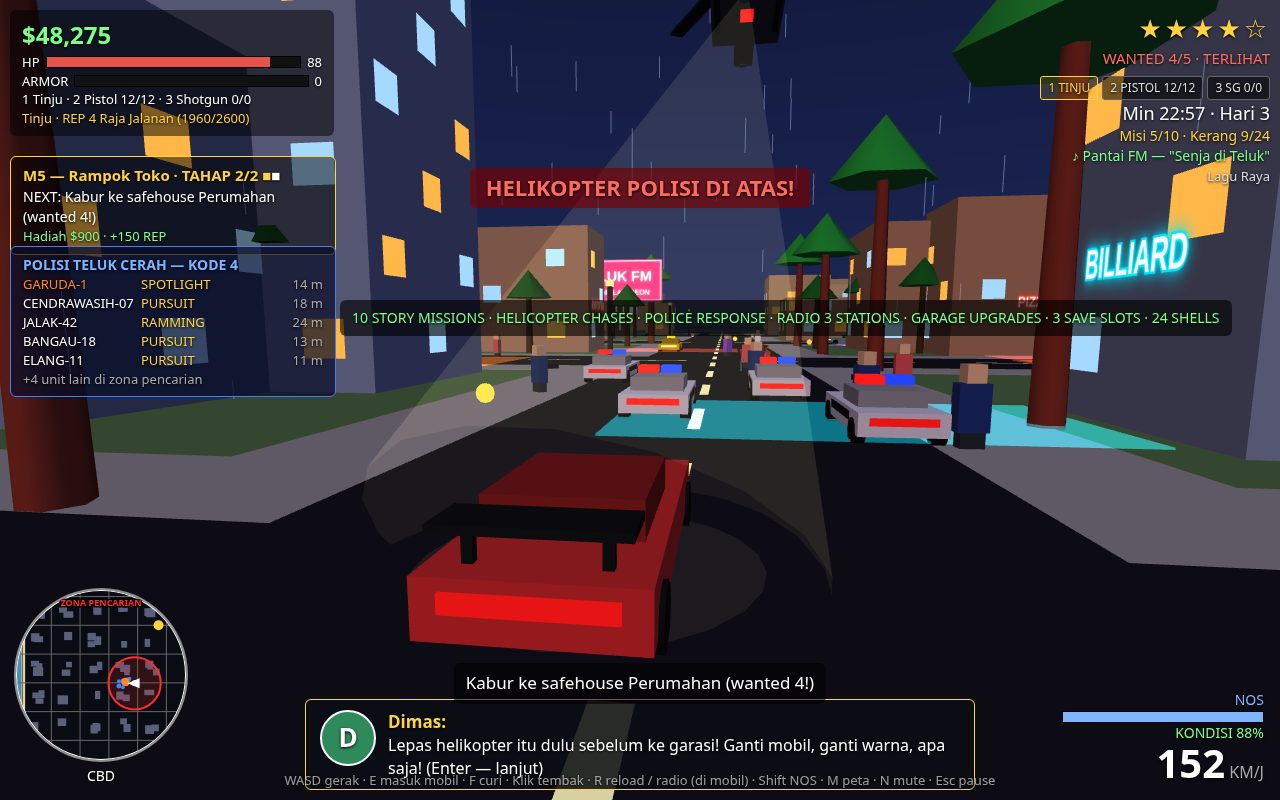 $48,275
HP 88
ARMOR 0
1 Tinju · 2 Pistol 12/12 · 3 Shotgun 0/0
Tinju · REP 4 Raja Jalanan (1960/2600)
M5 — Rampok Toko · TAHAP 2/2
NEXT: Kabur ke safehouse Perumahan
(wanted 4!)
Hadiah $900 · +150 REP
POLISI TELUK CERAH — KODE 4
GARUDA-1 SPOTLIGHT 14 m
CENDRAWASIH-07 PURSUIT 18 m
JALAK-42 RAMMING 24 m
BANGAU-18 PURSUIT 13 m
ELANG-11 PURSUIT 11 m
+4 unit lain di zona pencarian
★★★★☆
WANTED 4/5 · TERLIHAT
1 TINJU 2 PISTOL 12/12 3 SG 0/0
Min 22:57 · Hari 3
Misi 5/10 · Kerang 9/24
♪ Pantai FM — "Senja di Teluk"
Lagu Raya
HELIKOPTER POLISI DI ATAS!
BILLIARD
UK FM
10 STORY MISSIONS · HELICOPTER CHASES · POLICE RESPONSE · RADIO 3 STATIONS · GARAGE UPGRADES · 3 SAVE SLOTS · 24 SHELLS
ZONA PENCARIAN
CBD
Kabur ke safehouse Perumahan (wanted 4!)
D
Dimas:
Lepas helikopter itu dulu sebelum ke garasi! Ganti mobil, ganti warna, apa
saja! (Enter — lanjut)
WASD gerak · E masuk mobil · F curi · Klik tembak · R reload / radio (di mobil) · Shift NOS · M peta · N mute · Esc pause
NOS
KONDISI 88%
152 KM/J